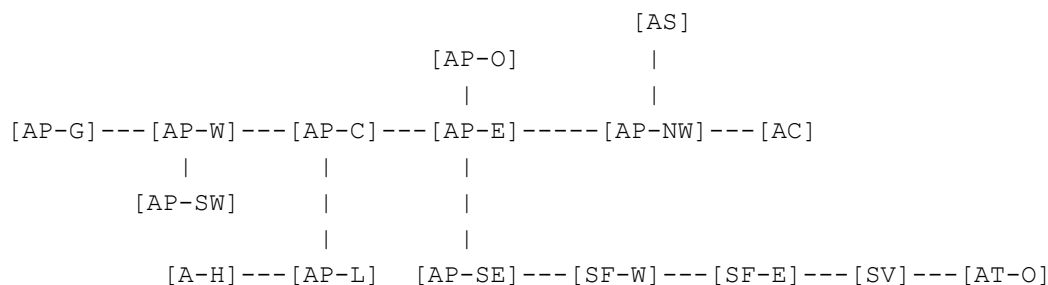 [AS]
[AP-O] |
| |
[AP-G]---[AP-W]---[AP-C]---[AP-E]-----[AP-NW]---[AC]
| | |
[AP-SW] | |
| |
[A-H]---[AP-L] [AP-SE]---[SF-W]---[SF-E]---[SV]---[AT-O]